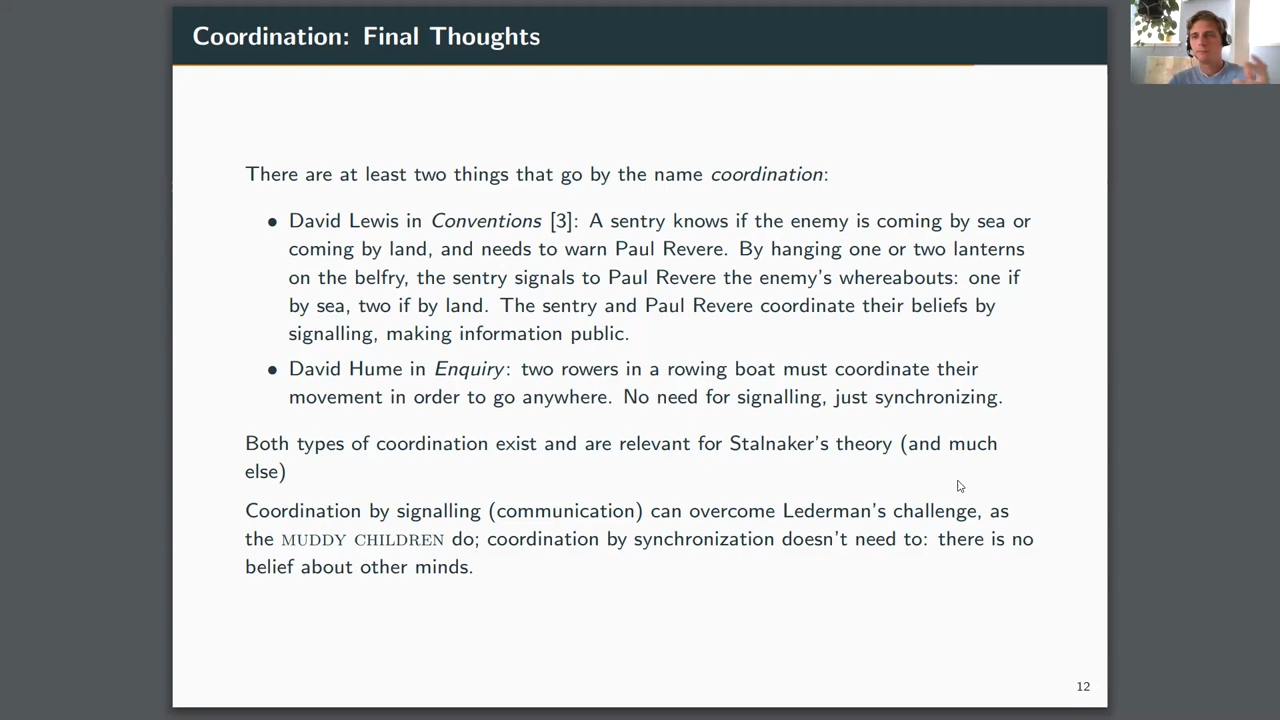 Coordination: Final Thoughts
There are at least two things that go by the name coordination:
• David Lewis in Conventions [3]: A sentry knows if the enemy is coming by sea or
coming by land, and needs to warn Paul Revere. By hanging one or two lanterns
on the belfry, the sentry signals to Paul Revere the enemy's whereabouts: one if
by sea, two if by land. The sentry and Paul Revere coordinate their beliefs by
signalling, making information public.
• David Hume in Enquiry: two rowers in a rowing boat must coordinate their
movement in order to go anywhere. No need for signalling, just synchronizing.
Both types of coordination exist and are relevant for Stalnaker's theory (and much
else)
Coordination by signalling (communication) can overcome Lederman's challenge, as
the MUDDY CHILDREN do; coordination by synchronization doesn't need to: there is no
belief about other minds.
12